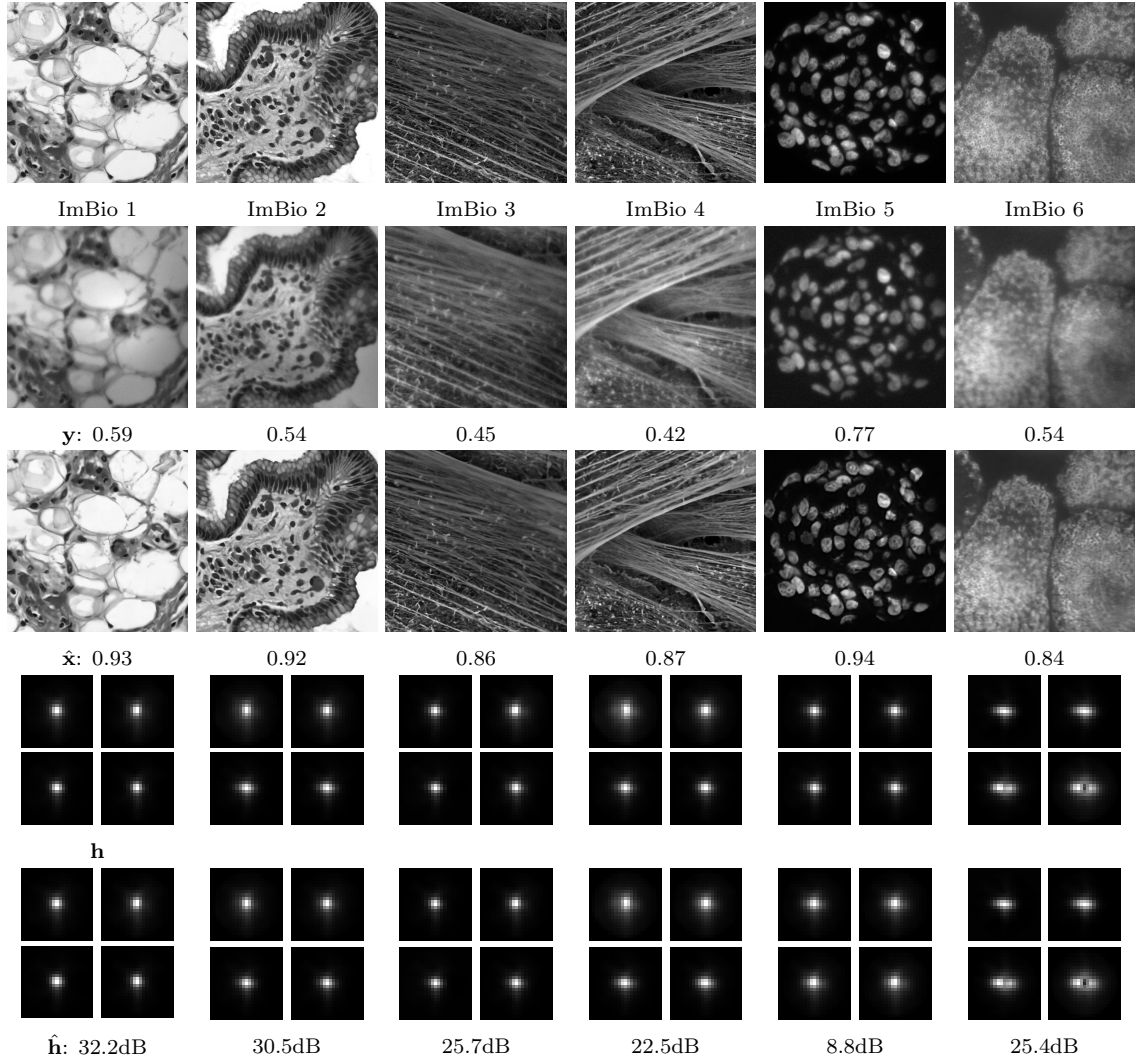 ImBio 1 ImBio 2 ImBio 3 ImBio 4 ImBio 5 ImBio 6
y: 0.59 0.54 0.45 0.42 0.77 0.54
x̂: 0.93 0.92 0.86 0.87 0.94 0.84
h
ĥ: 32.2dB 30.5dB 25.7dB 22.5dB 8.8dB 25.4dB